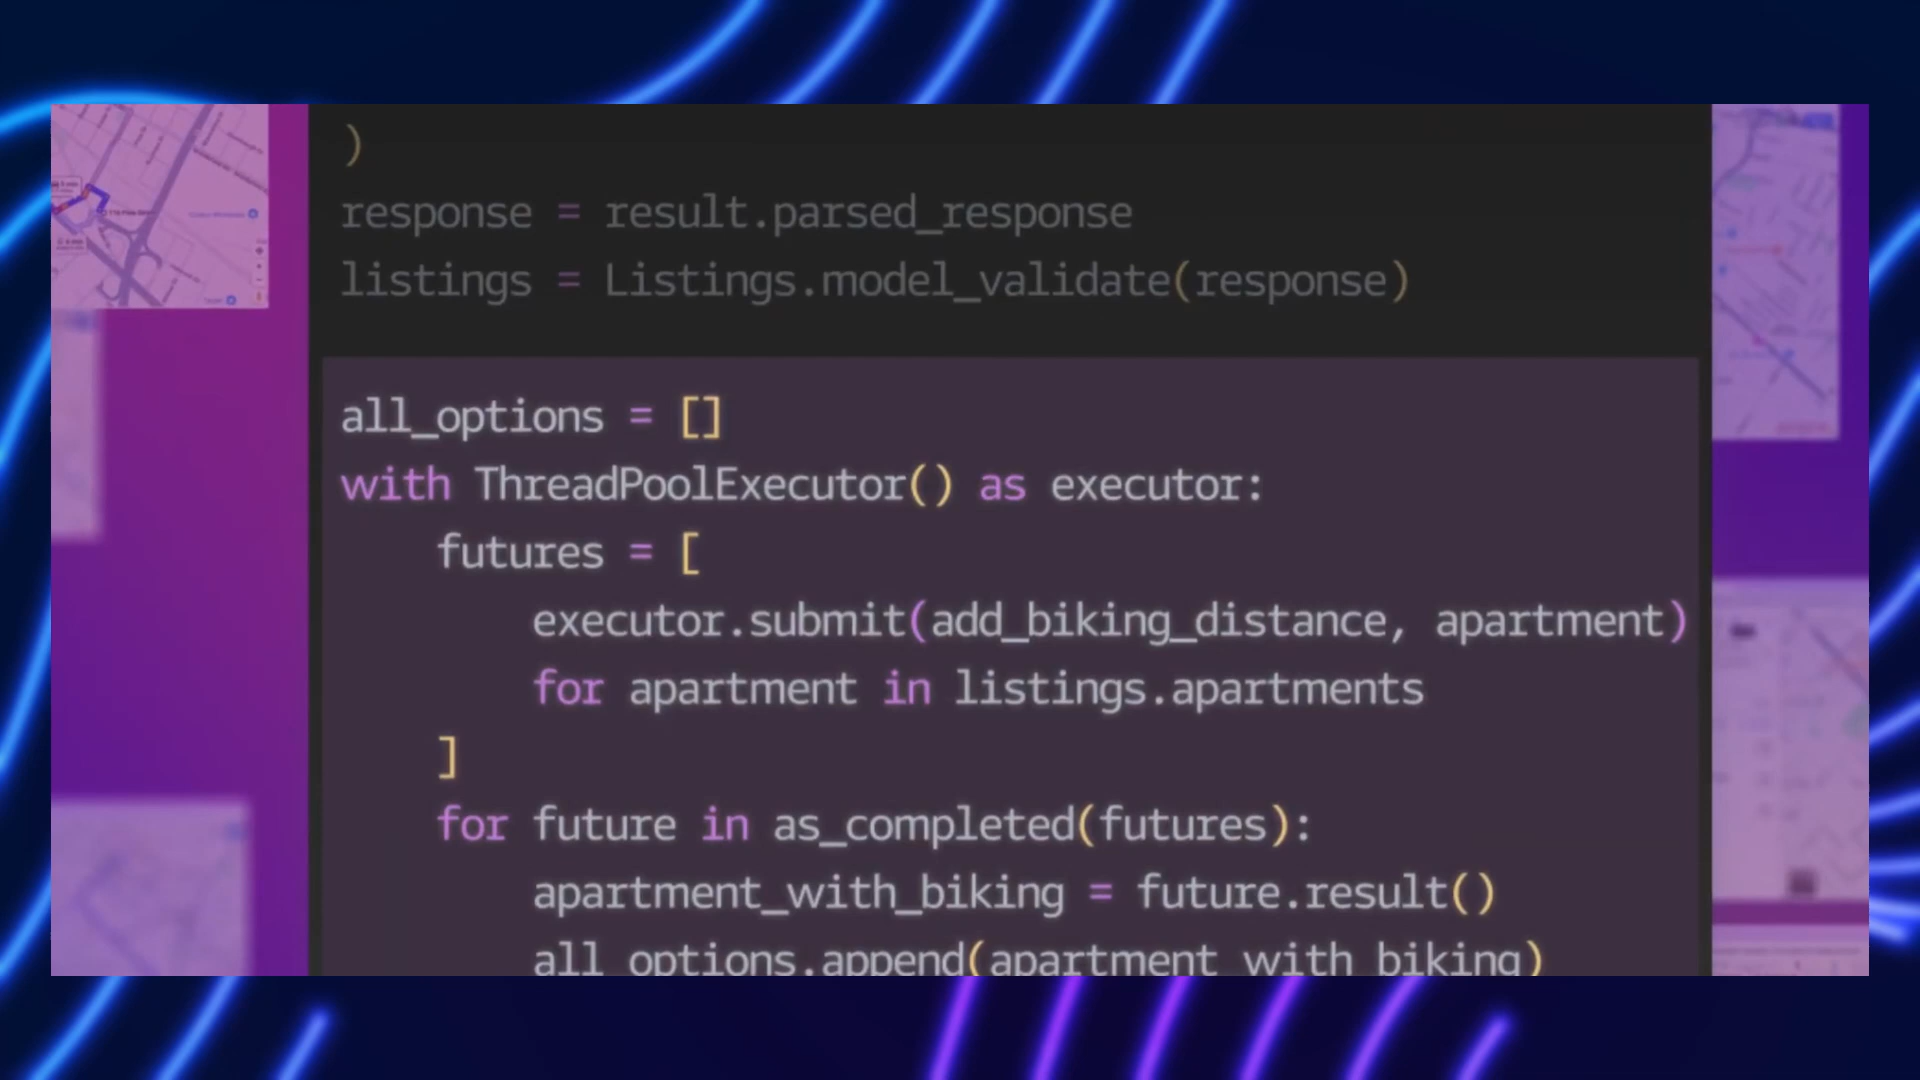 )
response = result.parsed_response
listings = Listings.model_validate(response)
all_options = []
with ThreadPoolExecutor() as executor:
futures = [
executor.submit(add_biking_distance, apartment)
for apartment in listings.apartments
]
for future in as_completed(futures):
apartment_with_biking = future.result()
all_options.append(apartment_with_biking)